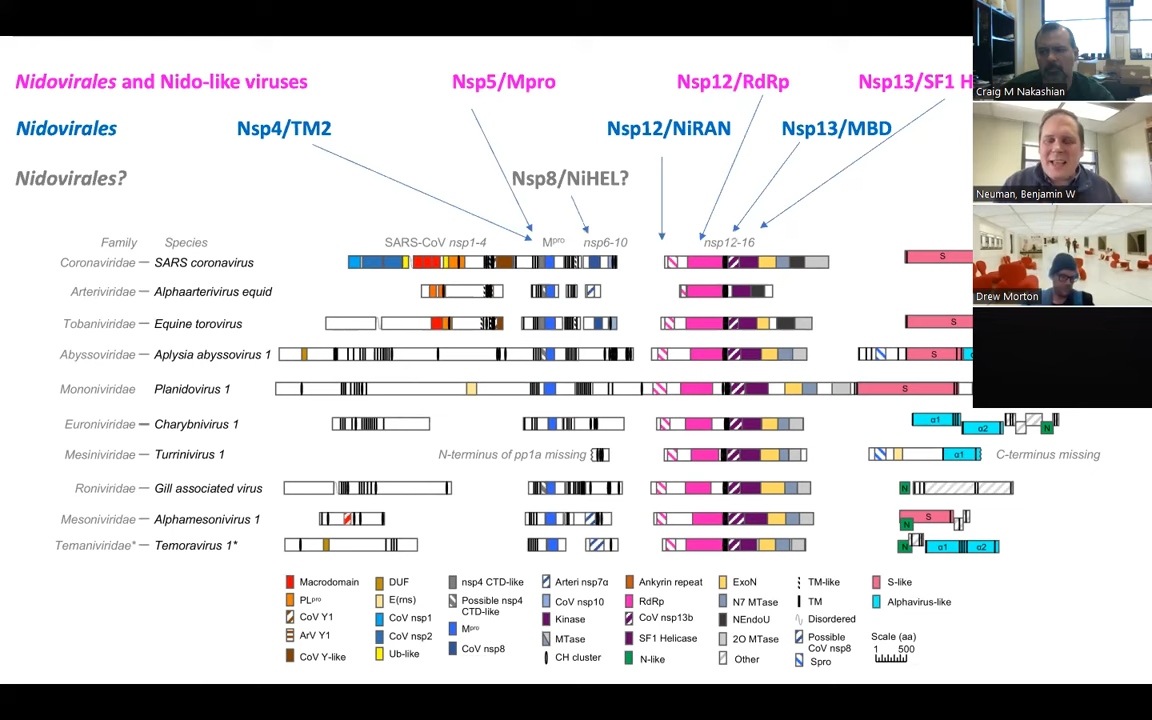 Nidovirales and Nido-like viruses Nsp5/Mpro Nsp12/RdRp Nsp13/SF1 H
Nidovirales Nsp4/TM2 Nsp12/NiRAN Nsp13/MBD
Nidovirales? Nsp8/NiHEL?
Family Species SARS-CoV nsp1-4 Mpro nsp6-10 nsp12-16
Coronaviridae — SARS coronavirus S
Arteriviridae — Alphaarterivirus equid
Tobaniviridae — Equine torovirus S
Abyssoviridae — Aplysia abyssovirus 1 S α
Mononiviridae Planidovirus 1 S
Euroniviridae — Charybnivirus 1 α1 α2 N
Mesiniviridae — Turrinivirus 1 N-terminus of pp1a missing α1 C-terminus missing
Roniviridae — Gill associated virus N
Mesoniviridae — Alphamesonivirus 1 S N
Temaniviridae* — Temoravirus 1* N α1 α2
Macrodomain DUF nsp4 CTD-like Arteri nsp7α Ankyrin repeat ExoN TM-like S-like
PLpro E(rns) Possible nsp4 CTD-like CoV nsp10 RdRp N7 MTase TM Alphavirus-like
CoV Y1 CoV nsp1 Mpro Kinase CoV nsp13b NEndoU Disordered
ArV Y1 CoV nsp2 CoV nsp8 MTase SF1 Helicase 2O MTase Possible CoV nsp8 Scale (aa)
CoV Y-like Ub-like CH cluster N-like Other Spro 1 500
Craig M Nakashian
Neuman, Benjamin W
Drew Morton